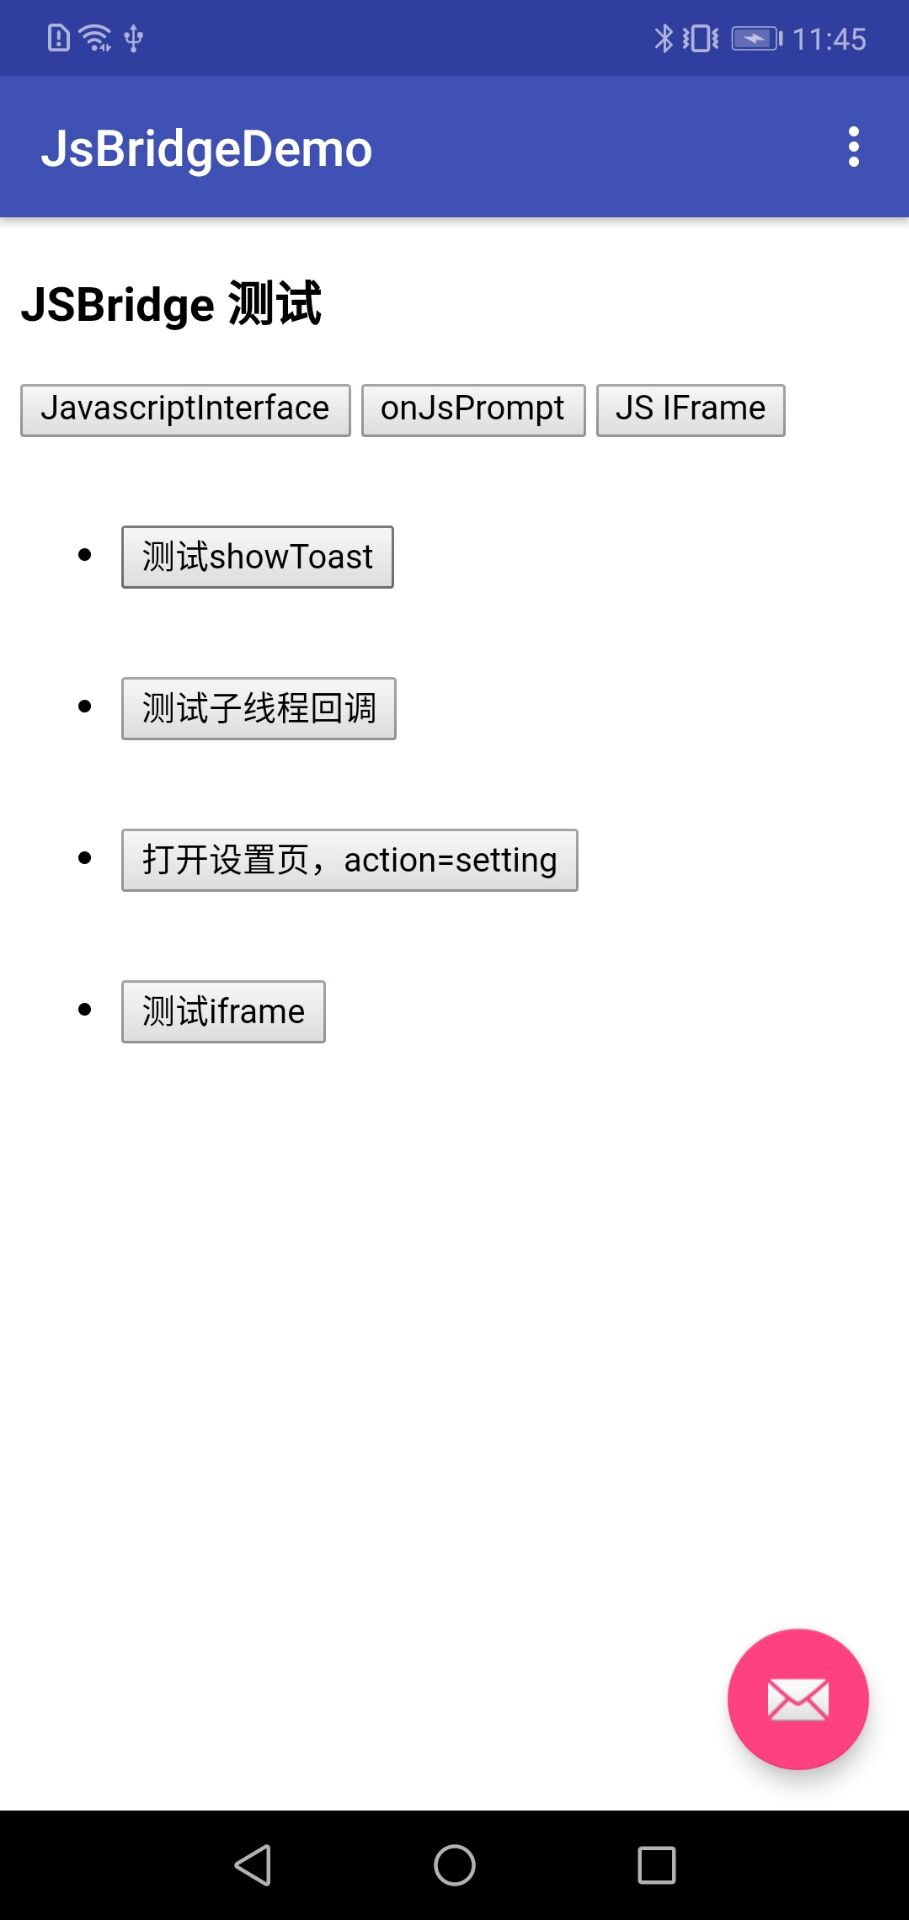 11:45
JsBridgeDemo
JSBridge 测试
JavascriptInterface onJsPrompt JS IFrame
测试showToast
测试子线程回调
打开设置页，action=setting
测试iframe